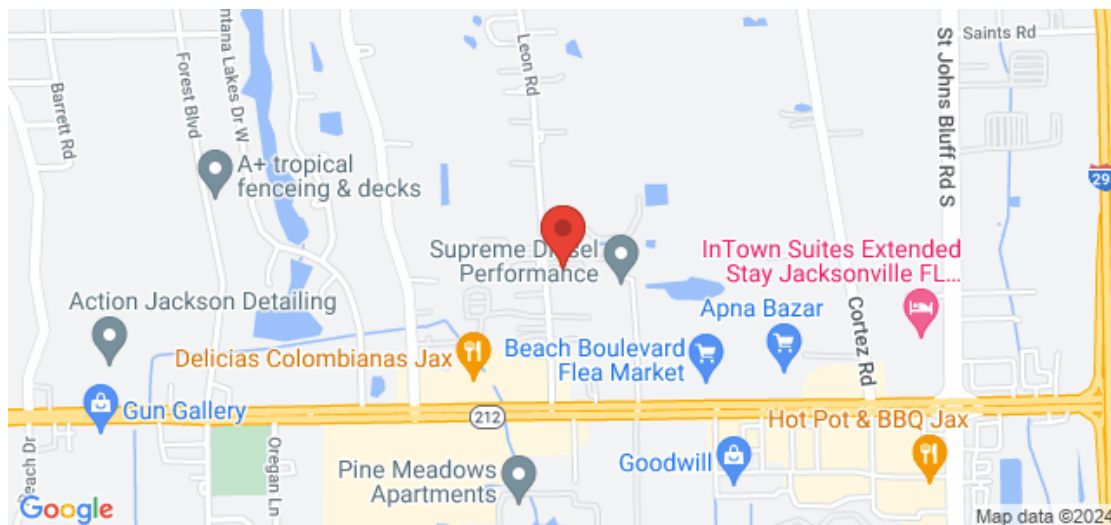 Saints Rd
Leon Rd
ntana Lakes Dr W
Forest Blvd
Barrett Rd
St Johns Bluff Rd S
A+ tropical
fenceing & decks
29
Supreme Diesel
Performance
InTown Suites Extended
Stay Jacksonville FL...
Action Jackson Detailing
Apna Bazar
Cortez Rd
Delicias Colombianas Jax
Beach Boulevard
Flea Market
Gun Gallery
212
Hot Pot & BBQ Jax
Oregan Ln
each Dr
Pine Meadows
Apartments
Goodwill
Google
Map data ©2024